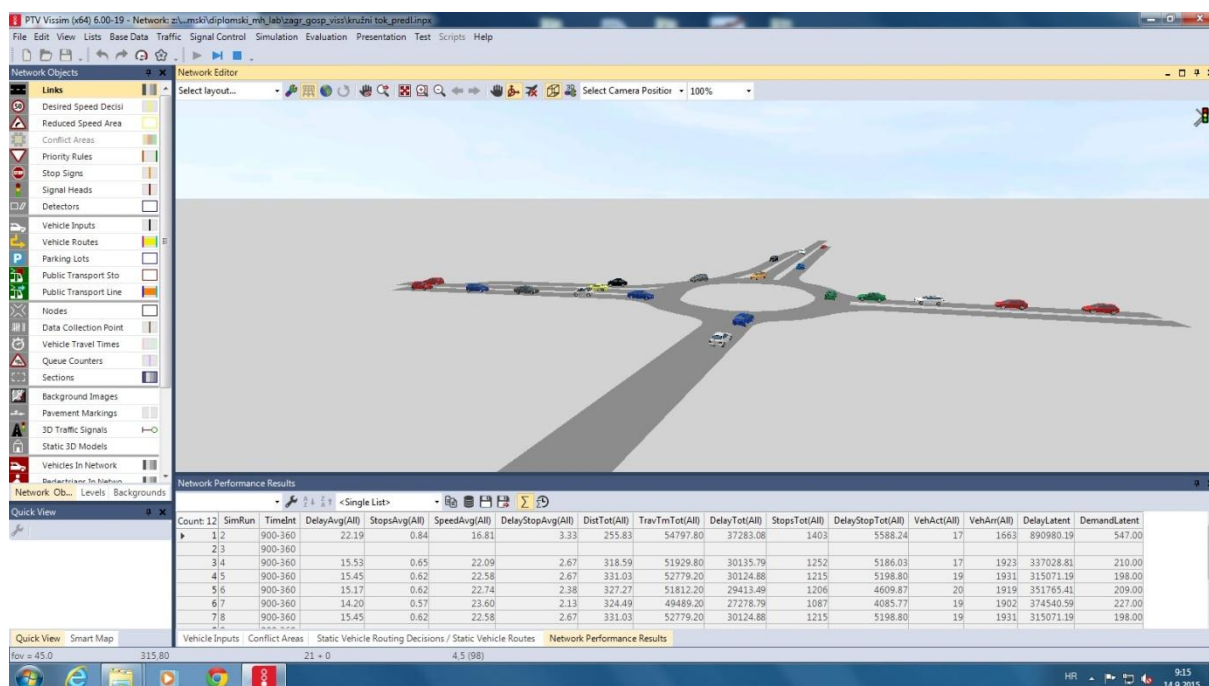 PTV Vissim (x64) 6.00-19 - Network: z:\...mski\diplomski_mh_lab\zagr_gosp_viss\kružni tok_predl.inpx
File Edit View Lists Base Data Traffic Signal Control Simulation Evaluation Presentation Test Scripts Help
Network Objects
Network Editor
Select layout...
Select Camera Position 100%
Links
Desired Speed Decisi
Reduced Speed Area
Conflict Areas
Priority Rules
Stop Signs
Signal Heads
Detectors
Vehicle Inputs
Vehicle Routes
Parking Lots
Public Transport Sto
Public Transport Line
Nodes
Data Collection Point
Vehicle Travel Times
Queue Counters
Sections
Background Images
Pavement Markings
3D Traffic Signals
Static 3D Models
Vehicles In Network
Pedestrians In Netwo
Network Ob... Levels Backgrounds
Quick View
Quick View Smart Map
Network Performance Results
<Single List>
Count: 12 SimRun TimeInt DelayAvg(All) StopsAvg(All) SpeedAvg(All) DelayStopAvg(All) DistTot(All) TravTmTot(All) DelayTot(All) StopsTot(All) DelayStopTot(All) VehAct(All) VehArr(All) DelayLatent DemandLatent
1 2 900-360 22.19 0.84 16.81 3.33 255.83 54797.80 37283.08 1403 5588.24 17 1663 890980.19 547.00
2 3 900-360
3 4 900-360 15.53 0.65 22.09 2.67 318.59 51929.80 30135.79 1252 5186.03 17 1923 337028.81 210.00
4 5 900-360 15.45 0.62 22.58 2.67 331.03 52779.20 30124.88 1215 5198.80 19 1931 315071.19 198.00
5 6 900-360 15.17 0.62 22.74 2.38 327.27 51812.20 29413.49 1206 4609.87 20 1919 351765.41 209.00
6 7 900-360 14.20 0.57 23.60 2.13 324.49 49489.20 27278.79 1087 4085.77 19 1902 374540.59 227.00
7 8 900-360 15.45 0.62 22.58 2.67 331.03 52779.20 30124.88 1215 5198.80 19 1931 315071.19 198.00
Vehicle Inputs Conflict Areas Static Vehicle Routing Decisions / Static Vehicle Routes Network Performance Results
fov = 45.0 315,80 21 + 0 4,5 (98)
HR 9:15
14.9.2015